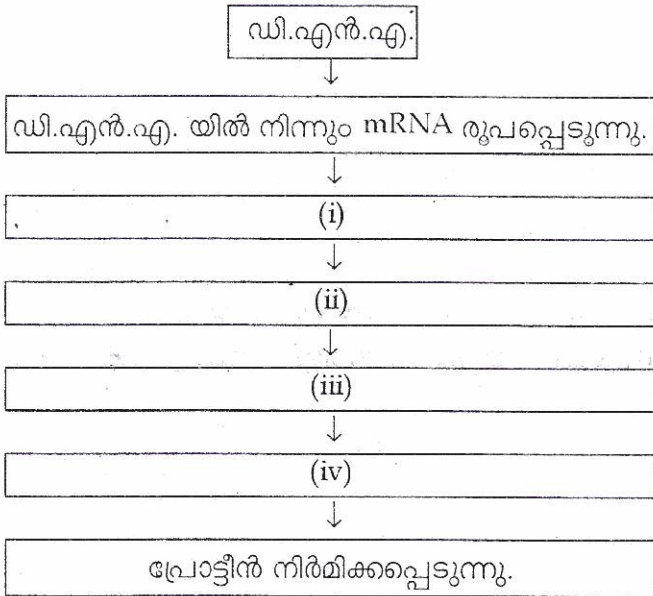 ഡി.എൻ.എ.
ഡി.എൻ.എ. യിൽ നിന്നും mRNA രൂപപ്പെടുന്നു.
(i)
(ii)
(iii)
(iv)
പ്രോട്ടീൻ നിർമിക്കപ്പെടുന്നു.